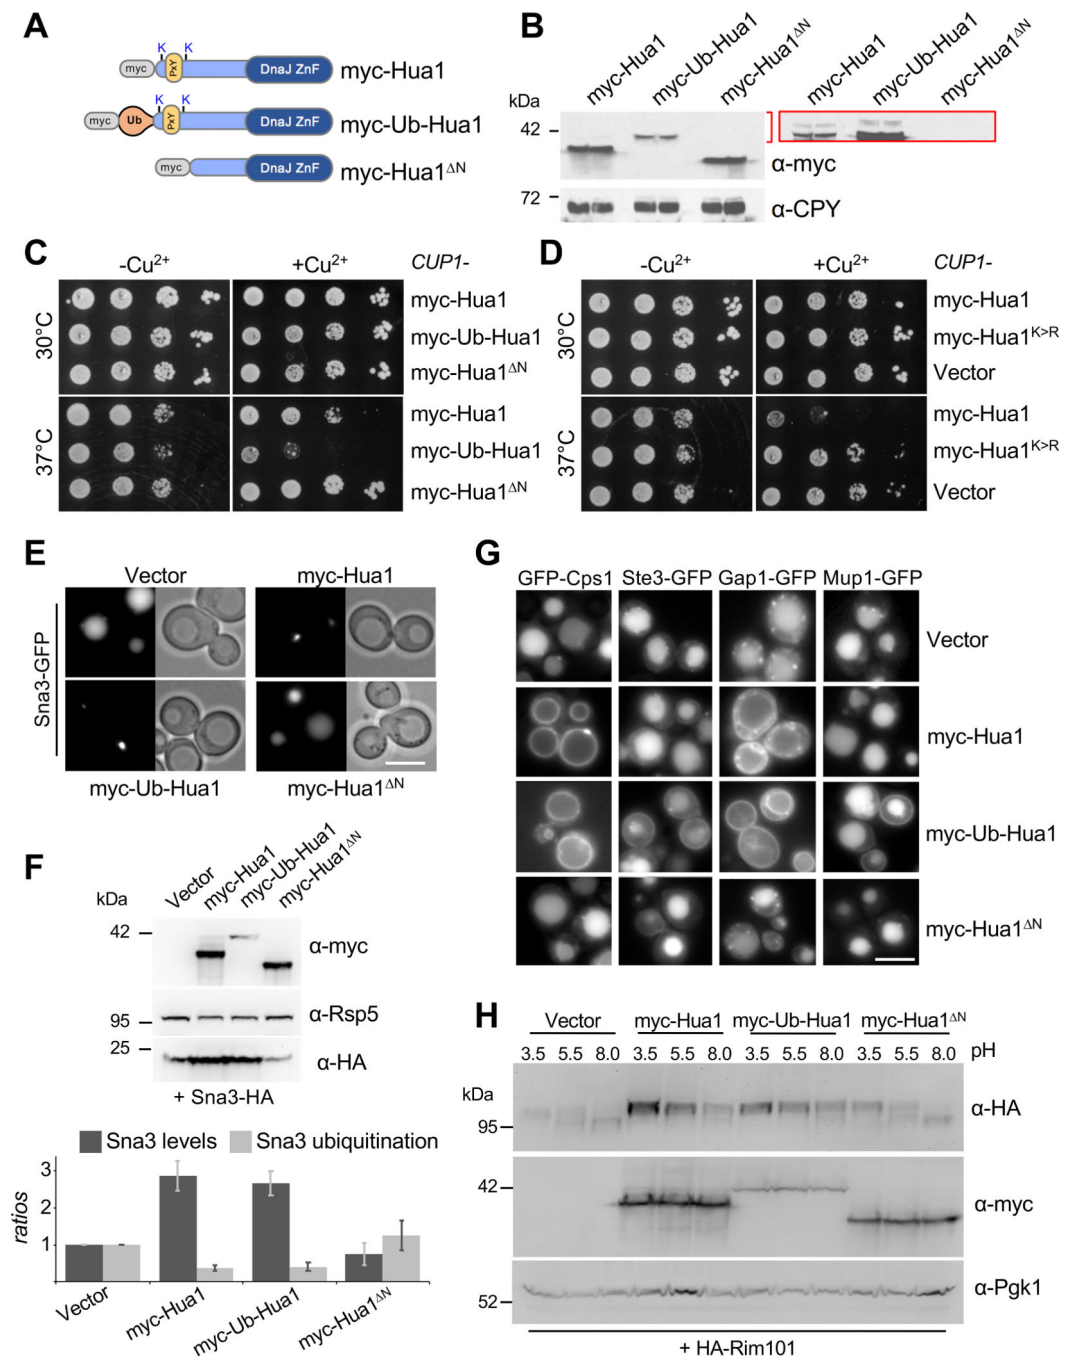 A
K K
myc PxY DnaJ ZnF myc-Hua1
K K
myc Ub PxY DnaJ ZnF myc-Ub-Hua1
myc DnaJ ZnF myc-Hua1ΔN
B
myc-Hua1 myc-Ub-Hua1 myc-Hua1ΔN myc-Hua1 myc-Ub-Hua1 myc-Hua1ΔN
kDa
42
α-myc
72
α-CPY
C
-Cu2+ +Cu2+ CUP1-
30°C
myc-Hua1
myc-Ub-Hua1
myc-Hua1ΔN
37°C
myc-Hua1
myc-Ub-Hua1
myc-Hua1ΔN
D
-Cu2+ +Cu2+ CUP1-
30°C
myc-Hua1
myc-Hua1K>R
Vector
37°C
myc-Hua1
myc-Hua1K>R
Vector
E
Vector myc-Hua1
Sna3-GFP
myc-Ub-Hua1 myc-Hua1ΔN
F
Vector myc-Hua1 myc-Ub-Hua1 myc-Hua1ΔN
kDa
42
α-myc
95
α-Rsp5
25
α-HA
+ Sna3-HA
Sna3 levels Sna3 ubiquitination
ratios
3
2
1
Vector myc-Hua1 myc-Ub-Hua1 myc-Hua1ΔN
G
GFP-Cps1 Ste3-GFP Gap1-GFP Mup1-GFP
Vector
myc-Hua1
myc-Ub-Hua1
myc-Hua1ΔN
H
Vector myc-Hua1 myc-Ub-Hua1 myc-Hua1ΔN
3.5 5.5 8.0 3.5 5.5 8.0 3.5 5.5 8.0 3.5 5.5 8.0 pH
kDa
95
α-HA
42
α-myc
52
α-Pgk1
+ HA-Rim101